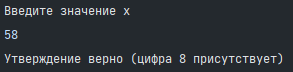 Введите значение x
58
Утверждение верно (цифра 8 присутствует)